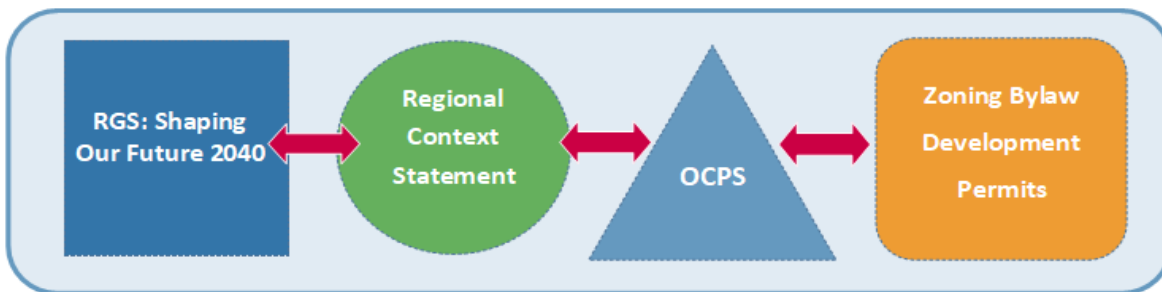 RGS: Shaping
Our Future 2040
Regional
Context
Statement
OCPS
Zoning Bylaw
Development
Permits